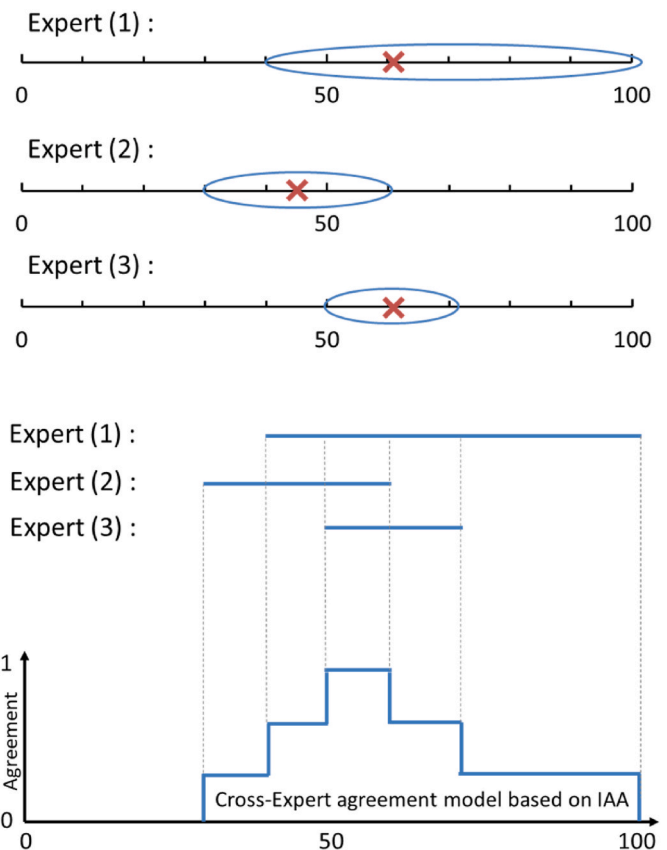 Expert (1) :
0 50 100
Expert (2) :
0 50 100
Expert (3) :
0 50 100
Expert (1) :
Expert (2) :
Expert (3) :
1
Agreement
Cross-Expert agreement model based on IAA
0
0 50 100